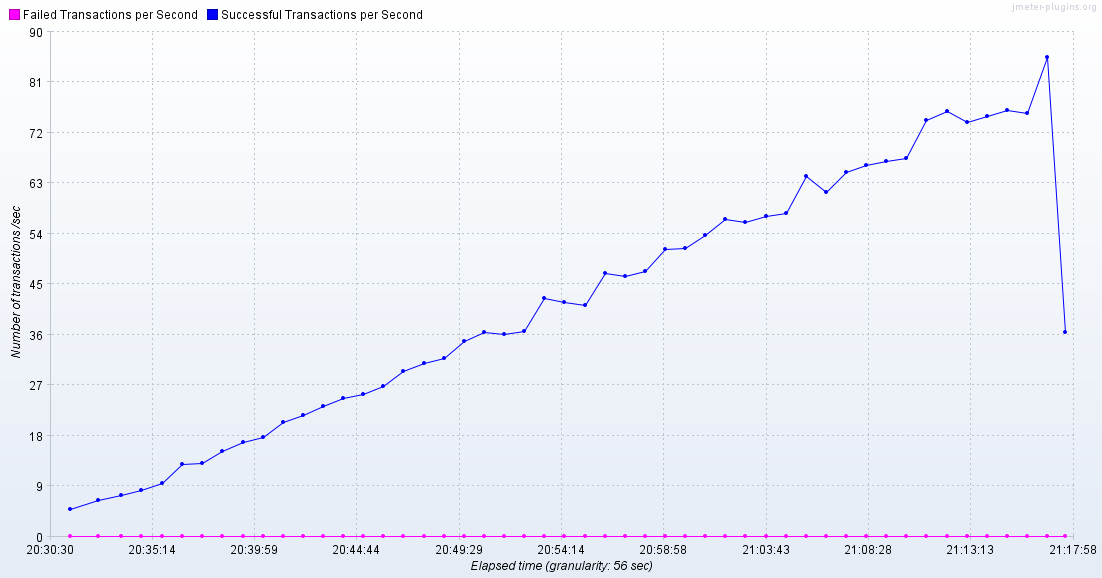 Failed Transactions per Second Successful Transactions per Second
jmeter-plugins.org
90
81
72
63
54
45
36
27
18
9
0
Number of transactions /sec
20:30:30 20:35:14 20:39:59 20:44:44 20:49:29 20:54:14 20:58:58 21:03:43 21:08:28 21:13:13 21:17:58
Elapsed time (granularity: 56 sec)